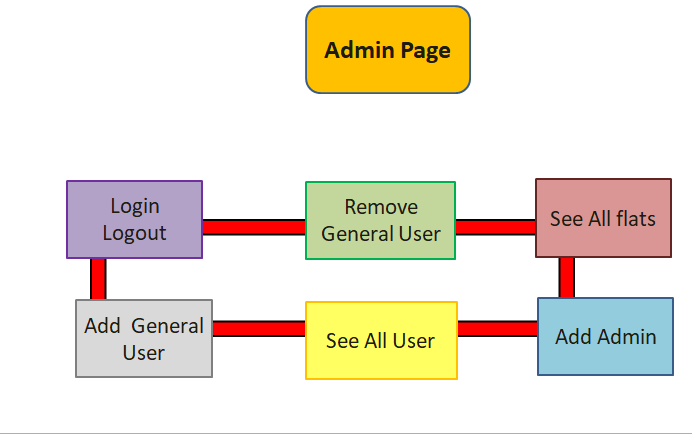 Admin Page
Login
Logout
Remove
General User
See All flats
Add  General
User
See All User
Add Admin